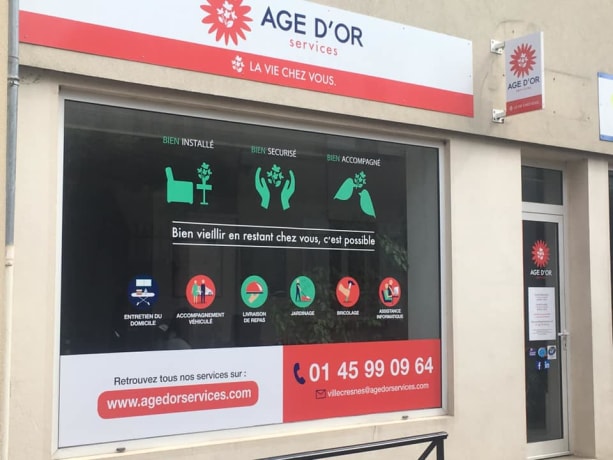 AGE D'OR
services
LA VIE CHEZ VOUS.
AGE D'OR
BIEN INSTALLÉ
BIEN SECURISÉ
BIEN ACCOMPAGNÉ
Bien vieillir en restant chez vous, c'est possible
ENTRETIEN DU
DOMICILE
ACCOMPAGNEMENT
VÉHICULÉ
LIVRAISON
DE REPAS
JARDINAGE
BRICOLAGE
ASSISTANCE
INFORMATIQUE
Retrouvez tous nos services sur :
www.agedorservices.com
01 45 99 09 64
villecresnes@agedorservices.com
AGE D'OR
f in